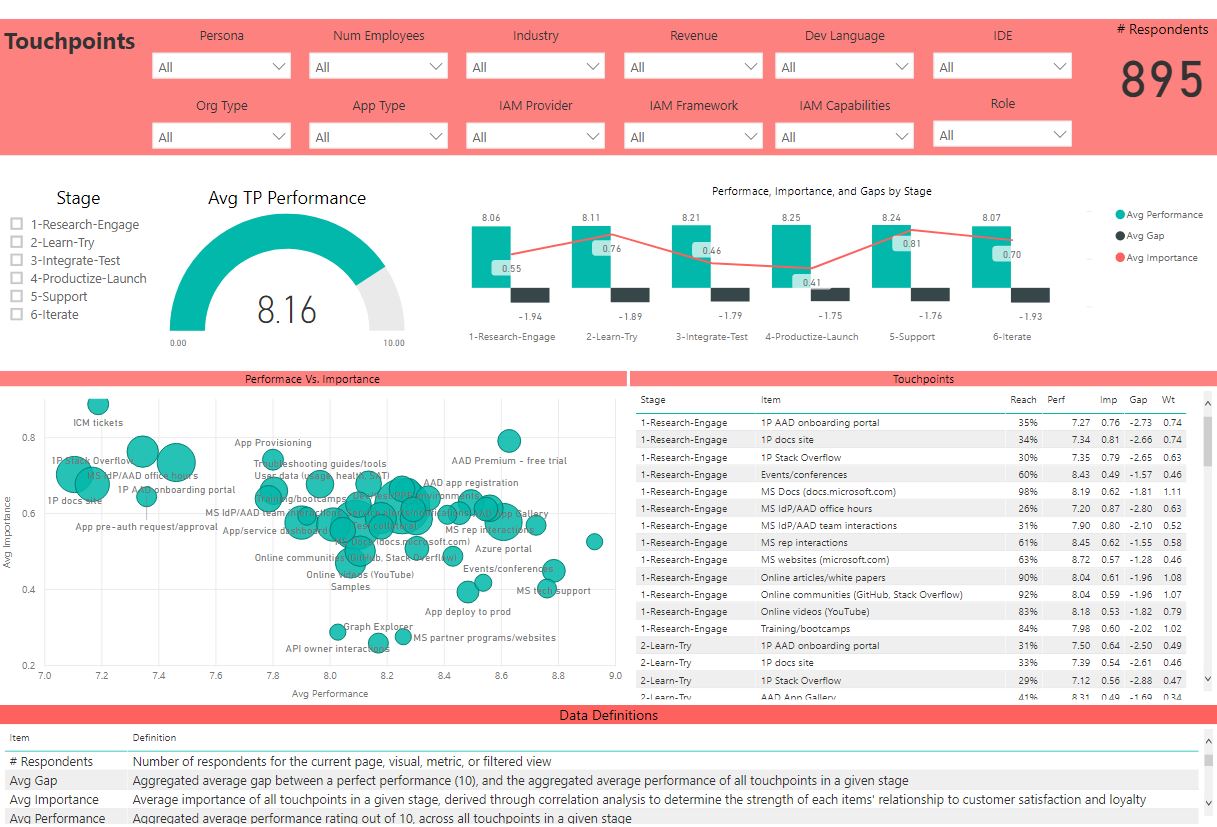 Touchpoints
Persona Num Employees Industry Revenue Dev Language IDE
# Respondents
All All All All All All
895
Org Type App Type IAM Provider IAM Framework IAM Capabilities Role
All All All All All All
Stage
1-Research-Engage
2-Learn-Try
3-Integrate-Test
4-Productize-Launch
5-Support
6-Iterate
Avg TP Performance
8.16
0.00 10.00
Performace, Importance, and Gaps by Stage
8.06 8.11 8.21 8.25 8.24 8.07
0.55 0.76 0.46 0.41 0.81 0.70
-1.94 -1.89 -1.79 -1.75 -1.76 -1.93
1-Research-Engage 2-Learn-Try 3-Integrate-Test 4-Productize-Launch 5-Support 6-Iterate
Avg Performance
Avg Gap
Avg Importance
Performace Vs. Importance
Avg Importance
0.8
0.6
0.4
0.2
ICM tickets
App Provisioning
1P Stack Overflow
Troubleshooting guides/tools
AAD Premium - free trial
MS IdP/AAD office hours
User data (usage, health, SAT)
1P AAD onboarding portal
AAD app registration
1P docs site
Training/bootcamps
MS IdP/AAD team interactions
App pre-auth request/approval
App/service dashboard
MS rep interactions
MS Docs (docs.microsoft.com)
Azure portal
Online communities (GitHub, Stack Overflow)
Events/conferences
Online videos (YouTube)
Samples
MS tech support
App deploy to prod
Graph Explorer
MS partner programs/websites
API owner interactions
7.0 7.2 7.4 7.6 7.8 8.0 8.2 8.4 8.6 8.8 9.0
Avg Performance
Touchpoints
Stage Item Reach Perf Imp Gap Wt
1-Research-Engage 1P AAD onboarding portal 35% 7.27 0.76 -2.73 0.74
1-Research-Engage 1P docs site 34% 7.34 0.81 -2.66 0.74
1-Research-Engage 1P Stack Overflow 30% 7.35 0.79 -2.65 0.63
1-Research-Engage Events/conferences 60% 8.43 0.49 -1.57 0.46
1-Research-Engage MS Docs (docs.microsoft.com) 98% 8.19 0.62 -1.81 1.11
1-Research-Engage MS IdP/AAD office hours 26% 7.20 0.87 -2.80 0.63
1-Research-Engage MS IdP/AAD team interactions 31% 7.90 0.80 -2.10 0.52
1-Research-Engage MS rep interactions 61% 8.45 0.62 -1.55 0.58
1-Research-Engage MS websites (microsoft.com) 63% 8.72 0.57 -1.28 0.46
1-Research-Engage Online articles/white papers 90% 8.04 0.61 -1.96 1.08
1-Research-Engage Online communities (GitHub, Stack Overflow) 92% 8.04 0.59 -1.96 1.07
1-Research-Engage Online videos (YouTube) 83% 8.18 0.53 -1.82 0.79
1-Research-Engage Training/bootcamps 84% 7.98 0.60 -2.02 1.02
2-Learn-Try 1P AAD onboarding portal 31% 7.50 0.64 -2.50 0.49
2-Learn-Try 1P docs site 33% 7.39 0.54 -2.61 0.46
2-Learn-Try 1P Stack Overflow 29% 7.12 0.56 -2.88 0.47
2-Learn-Try AAD App Gallery 41% 8.31 0.49 -1.69 0.34
Data Definitions
Item Definition
# Respondents Number of respondents for the current page, visual, metric, or filtered view
Avg Gap Aggregated average gap between a perfect performance (10), and the aggregated average performance of all touchpoints in a given stage
Avg Importance Average importance of all touchpoints in a given stage, derived through correlation analysis to determine the strength of each items' relationship to customer satisfaction and loyalty
Avg Performance Aggregated average performance rating out of 10, across all touchpoints in a given stage